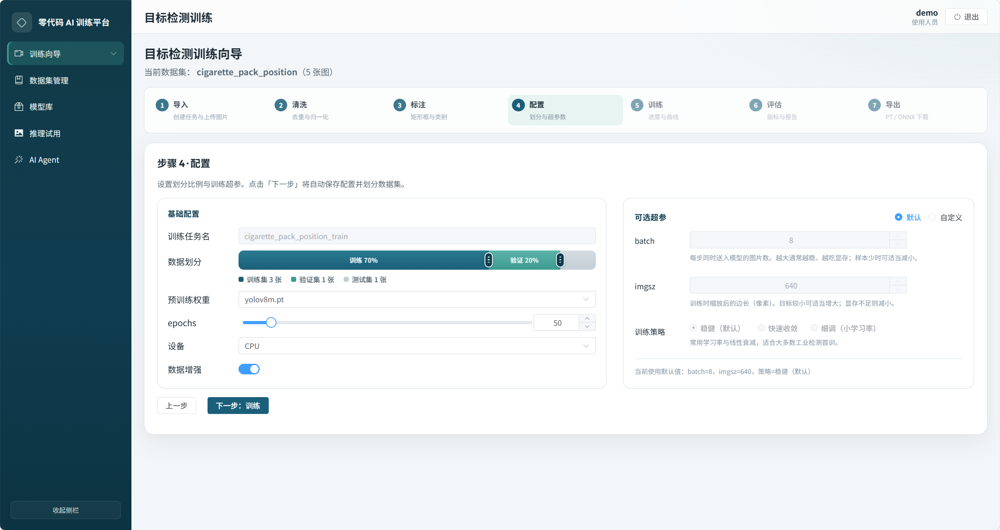 零代码 AI 训练平台
训练向导
数据集管理
模型库
推理试用
AI Agent
收起侧栏
目标检测训练
demo
使用人员
退出
目标检测训练向导
当前数据集： cigarette_pack_position（5 张图）
1 导入
创建任务与上传图片
2 清洗
去重与归一化
3 标注
矩形框与类别
4 配置
划分与超参数
5 训练
进度与曲线
6 评估
指标与报告
7 导出
PT / ONNX 下载
步骤 4 · 配置
设置划分比例与训练超参。点击「下一步」将自动保存配置并划分数据集。
基础配置
训练任务名 cigarette_pack_position_train
数据划分 训练 70% 验证 20%
训练集 3 张 验证集 1 张 测试集 1 张
预训练权重 yolov8m.pt
epochs 50
设备 CPU
数据增强
可选超参 默认 自定义
batch 8
每步同时送入模型的图片数。越大通常越稳、越吃显存；样本少时可适当减小。
imgsz 640
训练时缩放后的边长（像素）。目标较小可适当增大；显存不足则减小。
训练策略 稳健（默认） 快速收敛 细调（小学习率）
常用学习率与线性衰减，适合大多数工业检测首训。
当前使用默认值：batch=8，imgsz=640，策略=稳健（默认）
上一步 下一步：训练